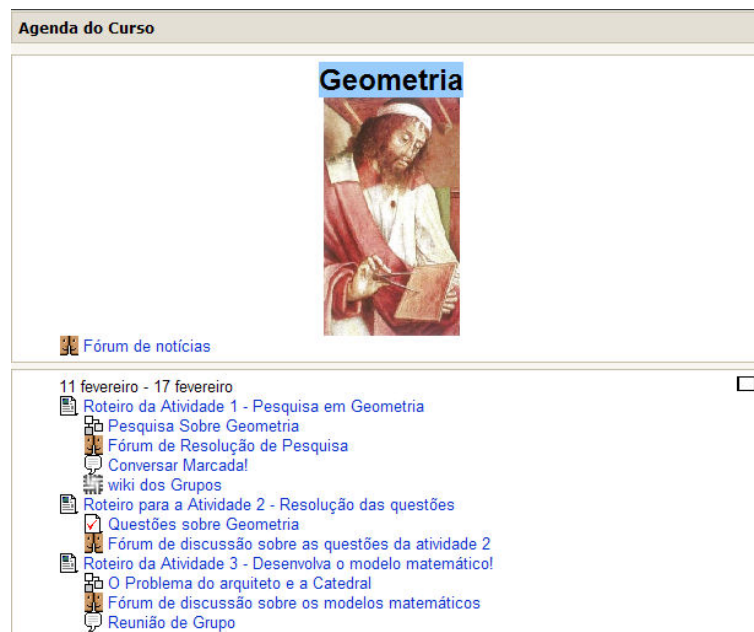 Agenda do Curso
Geometria
Fórum de notícias
11 fevereiro - 17 fevereiro
Roteiro da Atividade 1 - Pesquisa em Geometria
Pesquisa Sobre Geometria
Fórum de Resolução de Pesquisa
Conversar Marcada!
wiki dos Grupos
Roteiro para a Atividade 2 - Resolução das questões
Questões sobre Geometria
Fórum de discussão sobre as questões da atividade 2
Roteiro da Atividade 3 - Desenvolva o modelo matemático!
O Problema do arquiteto e a Catedral
Fórum de discussão sobre os modelos matemáticos
Reunião de Grupo